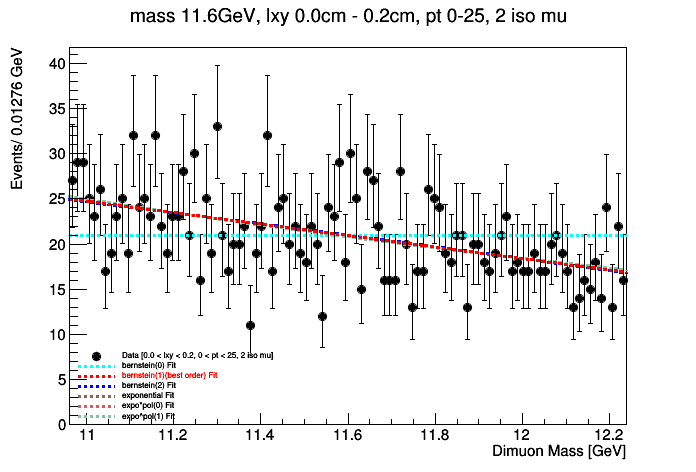 mass 11.6GeV, lxy 0.0cm - 0.2cm, pt 0-25, 2 iso mu
Events/ 0.01276 GeV
40
35
30
25
20
15
10
5
0
Data [0.0 < lxy < 0.2, 0 < pt < 25, 2 iso mu]
bernstein(0) Fit
bernstein(1)(best order) Fit
bernstein(2) Fit
exponential Fit
expo*pol(0) Fit
expo*pol(1) Fit
11 11.2 11.4 11.6 11.8 12 12.2
Dimuon Mass [GeV]